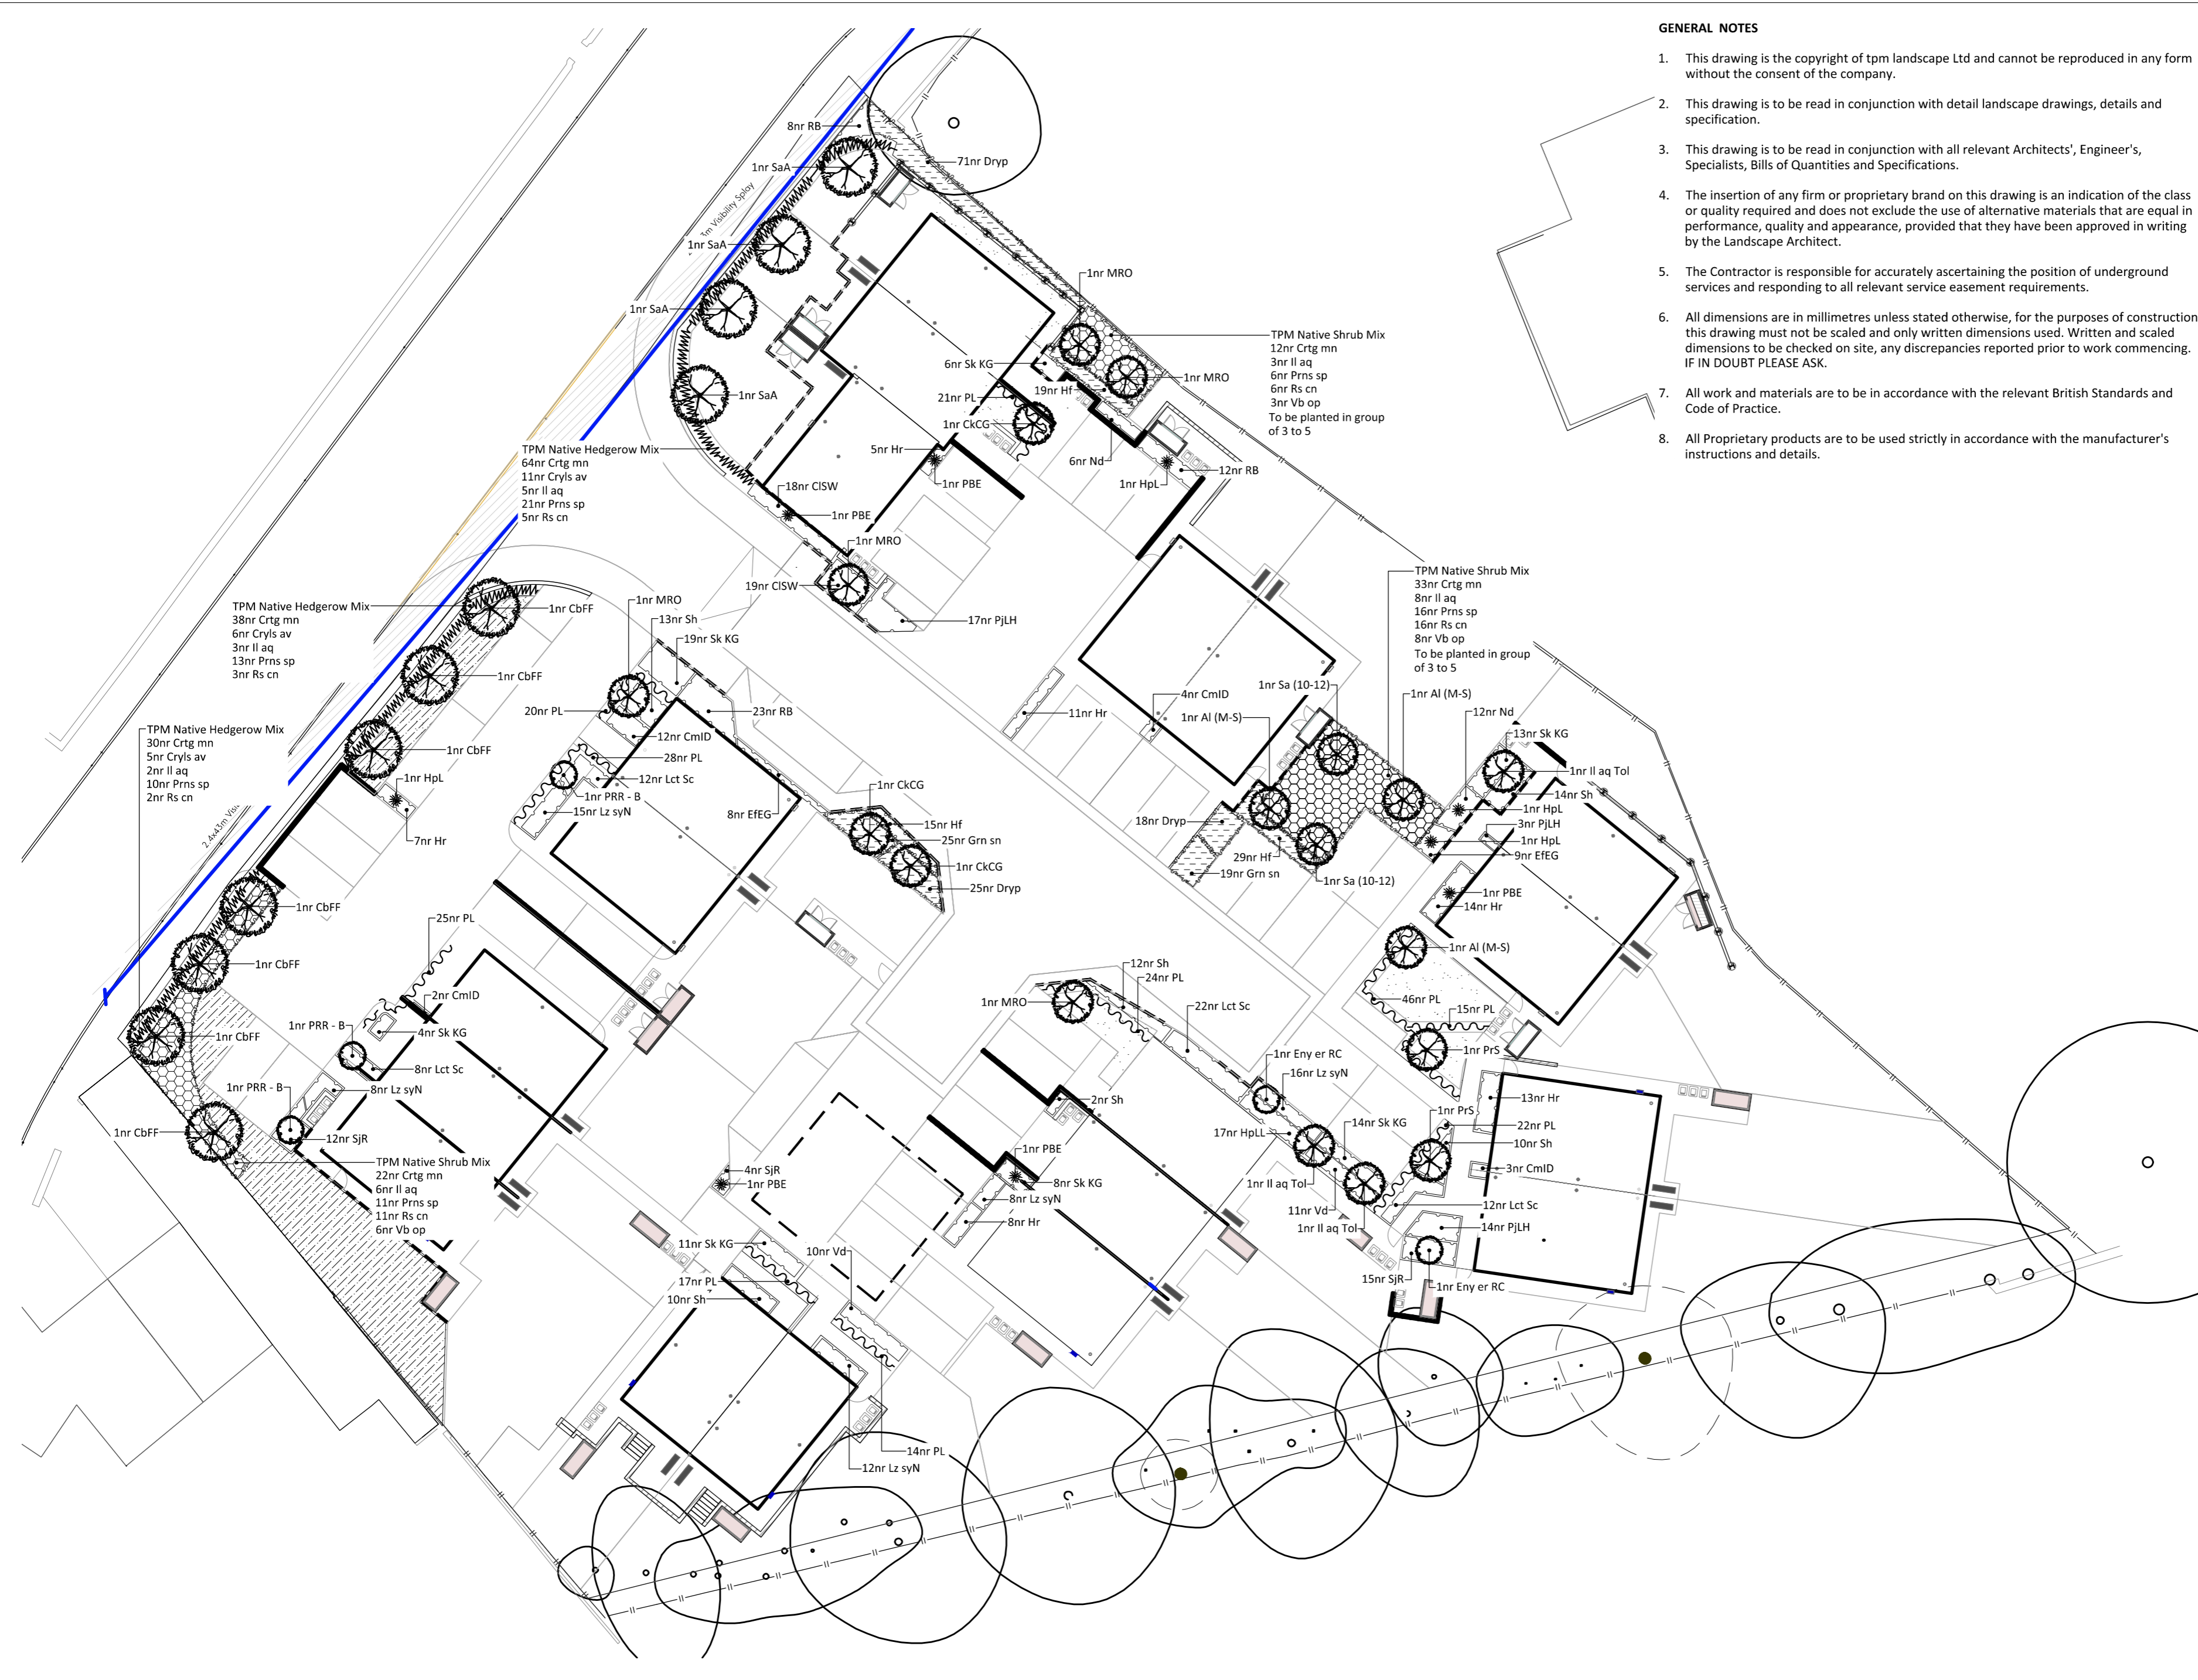 GENERAL NOTES
1. This drawing is the copyright of tpm landscape Ltd and cannot be reproduced in any form
without the consent of the company.
2. This drawing is to be read in conjunction with detail landscape drawings, details and
specification.
3. This drawing is to be read in conjunction with all relevant Architects', Engineer's,
Specialists, Bills of Quantities and Specifications.
4. The insertion of any firm or proprietary brand on this drawing is an indication of the class
or quality required and does not exclude the use of alternative materials that are equal in
performance, quality and appearance, provided that they have been approved in writing
by the Landscape Architect.
5. The Contractor is responsible for accurately ascertaining the position of underground
services and responding to all relevant service easement requirements.
6. All dimensions are in millimetres unless stated otherwise, for the purposes of construction
this drawing must not be scaled and only written dimensions used. Written and scaled
dimensions to be checked on site, any discrepancies reported prior to work commencing.
IF IN DOUBT PLEASE ASK.
7. All work and materials are to be in accordance with the relevant British Standards and
Code of Practice.
8. All Proprietary products are to be used strictly in accordance with the manufacturer's
instructions and details.
8nr RB
71nr Dryp
1nr SaA
3m Visibility Splay
1nr SaA
1nr SaA
1nr SaA
1nr MRO
1nr MRO
6nr Sk KG
19nr Hf
21nr PL
1nr CkCG
5nr Hr
1nr PBE
6nr Nd
1nr HpL
12nr RB
TPM Native Shrub Mix
12nr Crtg mn
3nr Il aq
6nr Prns sp
6nr Rs cn
3nr Vb op
To be planted in group
of 3 to 5
TPM Native Hedgerow Mix
64nr Crtg mn
11nr Cryls av
5nr Il aq
21nr Prns sp
5nr Rs cn
18nr ClSW
1nr PBE
1nr MRO
19nr ClSW
17nr PjLH
TPM Native Hedgerow Mix
38nr Crtg mn
6nr Cryls av
3nr Il aq
13nr Prns sp
3nr Rs cn
1nr CbFF
1nr CbFF
1nr CbFF
1nr HpL
7nr Hr
TPM Native Hedgerow Mix
30nr Crtg mn
5nr Cryls av
2nr Il aq
10nr Prns sp
2nr Rs cn
2.4x43m Visi
1nr MRO
13nr Sh
19nr Sk KG
20nr PL
23nr RB
12nr CmID
28nr PL
12nr Lct Sc
1nr PRR - B
15nr Lz syN
8nr EfEG
1nr CkCG
15nr Hf
25nr Grn sn
1nr CkCG
25nr Dryp
TPM Native Shrub Mix
33nr Crtg mn
8nr Il aq
16nr Prns sp
16nr Rs cn
8nr Vb op
To be planted in group
of 3 to 5
11nr Hr
4nr CmID
1nr Sa (10-12)
1nr Al (M-S)
1nr Al (M-S)
12nr Nd
13nr Sk KG
1nr Il aq Tol
14nr Sh
1nr HpL
3nr PjLH
1nr HpL
9nr EfEG
18nr Dryp
29nr Hf
19nr Grn sn
1nr Sa (10-12)
1nr PBE
14nr Hr
1nr Al (M-S)
46nr PL
15nr PL
1nr PrS
1nr CbFF
1nr CbFF
1nr CbFF
1nr CbFF
25nr PL
2nr CmID
4nr Sk KG
1nr PRR - B
8nr Lct Sc
1nr PRR - B
8nr Lz syN
12nr SjR
TPM Native Shrub Mix
22nr Crtg mn
6nr Il aq
11nr Prns sp
11nr Rs cn
6nr Vb op
12nr Sh
24nr PL
1nr MRO
22nr Lct Sc
1nr Eny er RC
16nr Lz syN
2nr Sh
17nr HpLL
14nr Sk KG
1nr Il aq Tol
11nr Vd
1nr Il aq Tol
13nr Hr
1nr PrS
22nr PL
10nr Sh
3nr CmID
12nr Lct Sc
14nr PjLH
15nr SjR
1nr Eny er RC
4nr SjR
1nr PBE
1nr PBE
8nr Sk KG
8nr Lz syN
8nr Hr
11nr Sk KG
10nr Vd
17nr PL
10nr Sh
14nr PL
12nr Lz syN